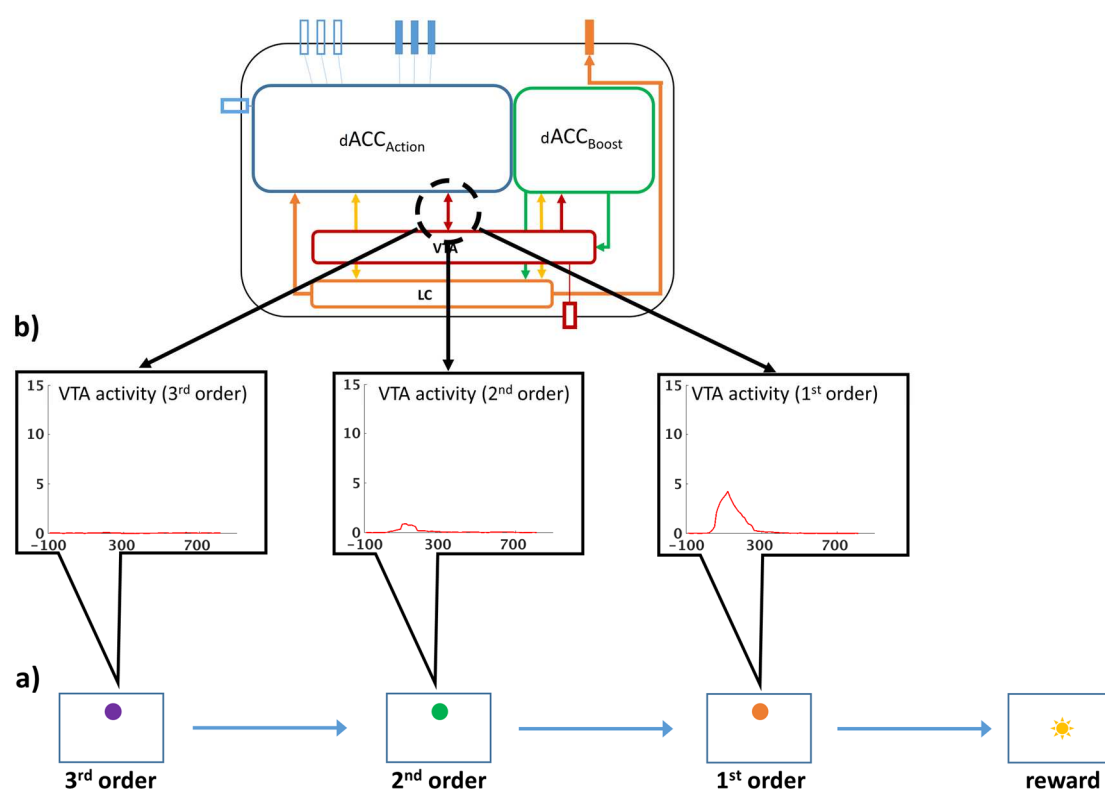 dACC_Action
dACC_Boost
VTA
LC
b)
VTA activity (3rd order)
15
10
5
0
−100 300 700
VTA activity (2nd order)
15
10
5
0
−100 300 700
VTA activity (1st order)
15
10
5
0
−100 300 700
a)
3rd order
2nd order
1st order
reward